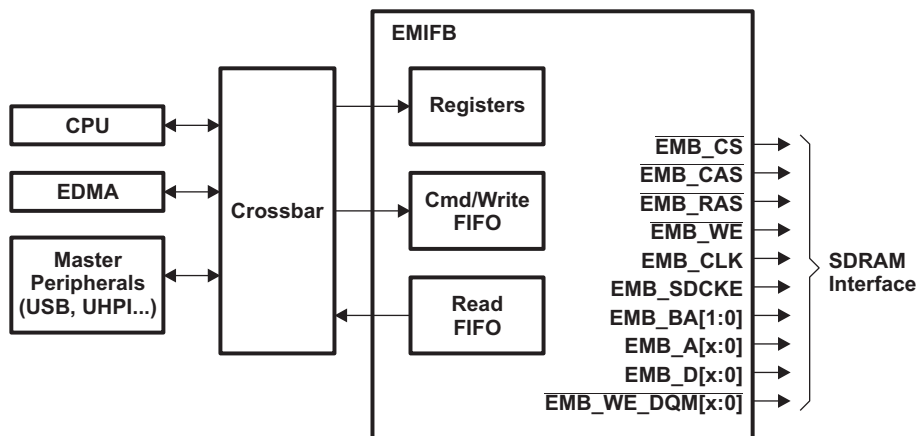 EMIFB
CPU
EDMA
Master
Peripherals
(USB, UHPI...)
Crossbar
Registers
Cmd/Write
FIFO
Read
FIFO
EMB_CS
EMB_CAS
EMB_RAS
EMB_WE
EMB_CLK
EMB_SDCKE
EMB_BA[1:0]
EMB_A[x:0]
EMB_D[x:0]
EMB_WE_DQM[x:0]
SDRAM
Interface